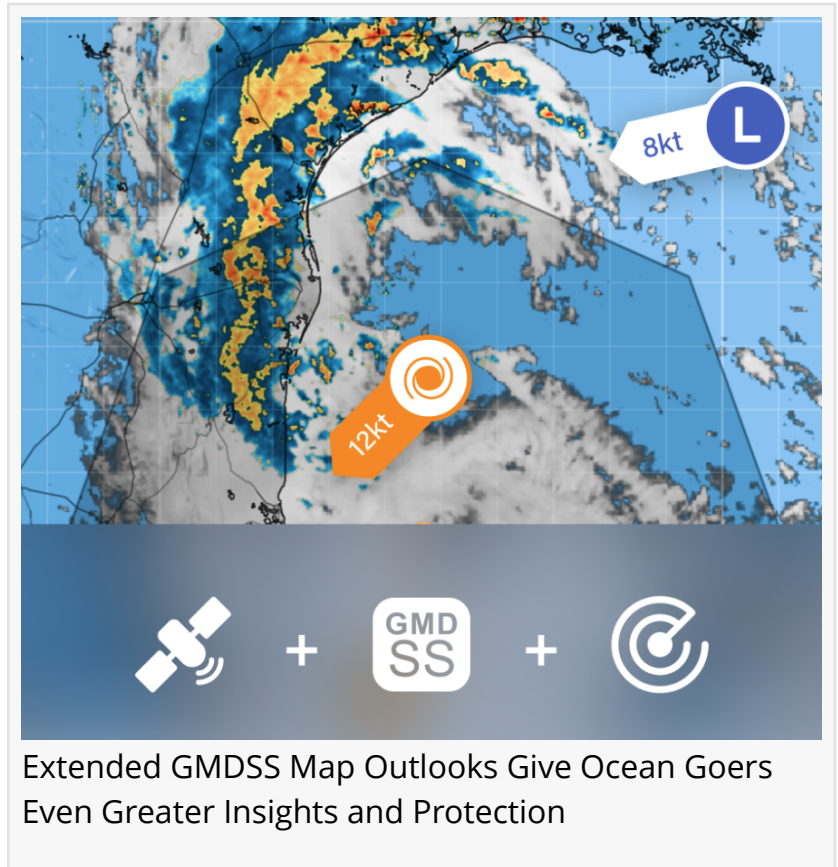 L
8kt
12kt
+
GMD
SS
+
Extended GMDSS Map Outlooks Give Ocean Goers
Even Greater Insights and Protection